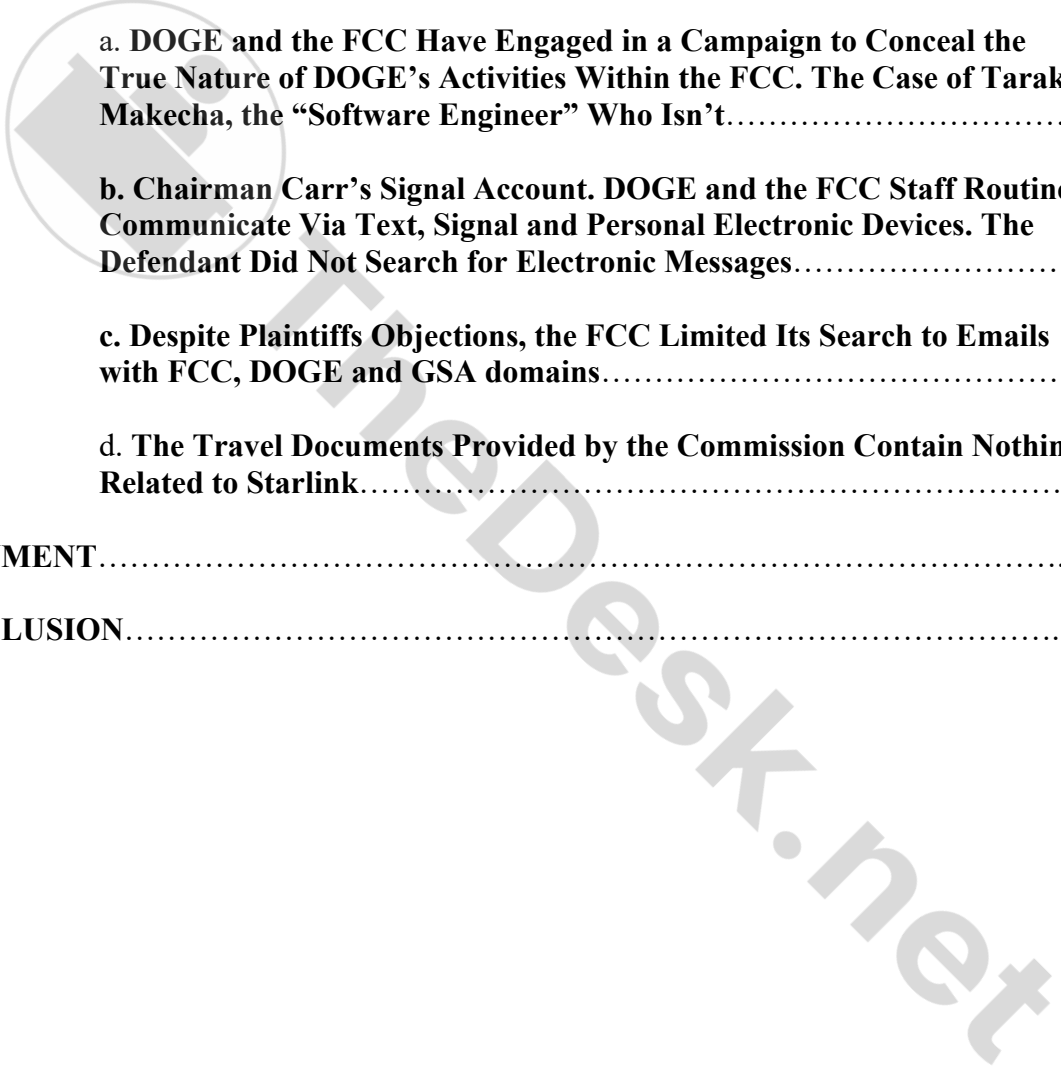 a. DOGE and the FCC Have Engaged in a Campaign to Conceal the
True Nature of DOGE’s Activities Within the FCC. The Case of Tarak
Makecha, the “Software Engineer” Who Isn’t……………………………..
b. Chairman Carr’s Signal Account. DOGE and the FCC Staff Routine
Communicate Via Text, Signal and Personal Electronic Devices. The
Defendant Did Not Search for Electronic Messages………………………
c. Despite Plaintiffs Objections, the FCC Limited Its Search to Emails
with FCC, DOGE and GSA domains………………………………………
d. The Travel Documents Provided by the Commission Contain Nothin
Related to Starlink………………………………………………………………
MENT……………………………………………………………………………..
LUSION…………………………………………………………………………..
TheDesk.net